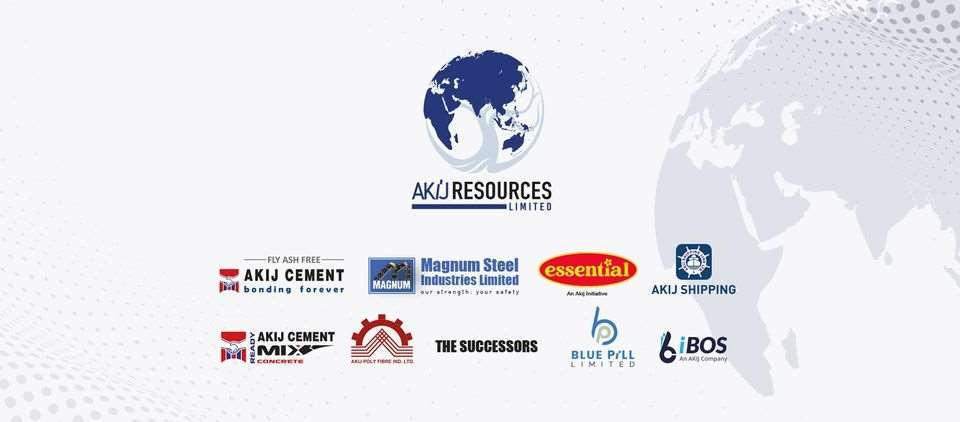 AKIJ RESOURCES
LIMITED
FLY ASH FREE
AKIJ CEMENT
bonding forever
MAGNUM
Magnum Steel
Industries Limited
our strength: your safety
essential
An Akij Initiative
AKIJ SHIPPING
READY
AKIJ CEMENT
MIX
CONCRETE
AKIJ POLY FIBRE IND. LTD.
THE SUCCESSORS
BLUE PILL
LIMITED
iBOS
An AKIJ Company